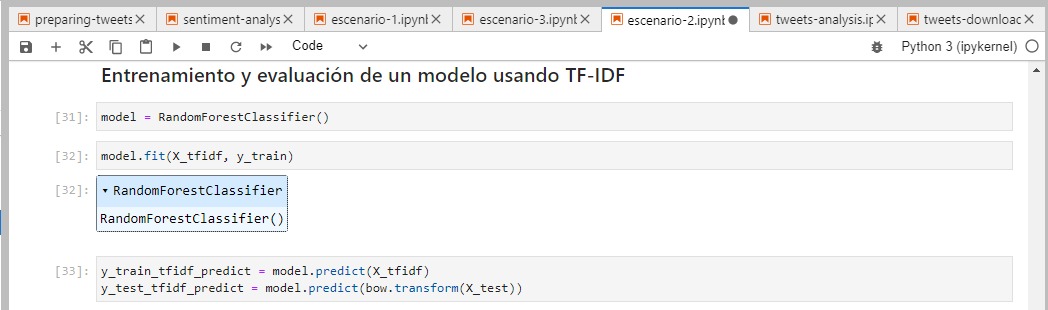 preparing-tweets
sentiment-analys
escenario-1.ipynb
escenario-3.ipynb
escenario-2.ipynb
tweets-analysis.ip
tweets-download
Code
Python 3 (ipykernel)
Entrenamiento y evaluación de un modelo usando TF-IDF
[31]: model = RandomForestClassifier()
[32]: model.fit(X_tfidf, y_train)
[32]: RandomForestClassifier
RandomForestClassifier()
[33]: y_train_tfidf_predict = model.predict(X_tfidf)
y_test_tfidf_predict = model.predict(bow.transform(X_test))